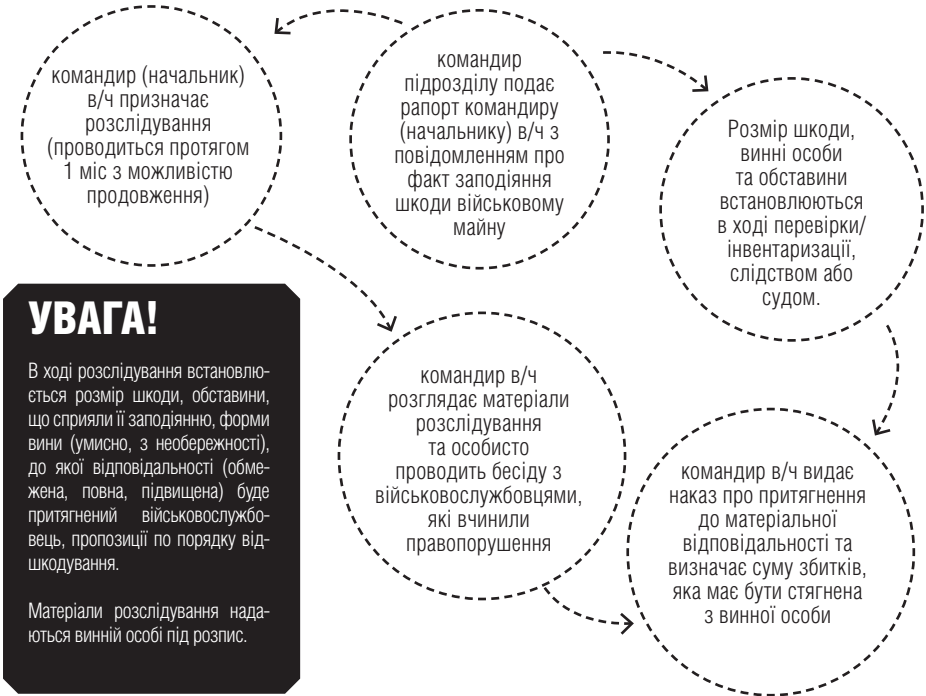 командир (начальник)
в/ч призначає
розслідування
(проводиться протягом
1 міс з можливістю
продовження)
командир
підрозділу подає
рапорт командиру
(начальнику) в/ч з
повідомленням про
факт заподіяння
шкоди військовому
майну
Розмір шкоди,
винні особи
та обставини
встановлюються
в ході перевірки/
інвентаризації,
слідством або
судом.
УВАГА!
В ході розслідування встановлю-
ється розмір шкоди, обставини,
що сприяли її заподіянню, форми
вини (умисно, з необережності),
до якої відповідальності (обме-
жена, повна, підвищена) буде
притягнений військовослужбо-
вець, пропозиції по порядку від-
шкодування.
Матеріали розслідування нада-
ються винній особі під розпис.
командир в/ч
розглядає матеріали
розслідування
та особисто
проводить бесіду з
військовослужбовцями,
які вчинили
правопорушення
командир в/ч видає
наказ про притягнення
до матеріальної
відповідальності та
визначає суму збитків,
яка має бути стягнена
з винної особи